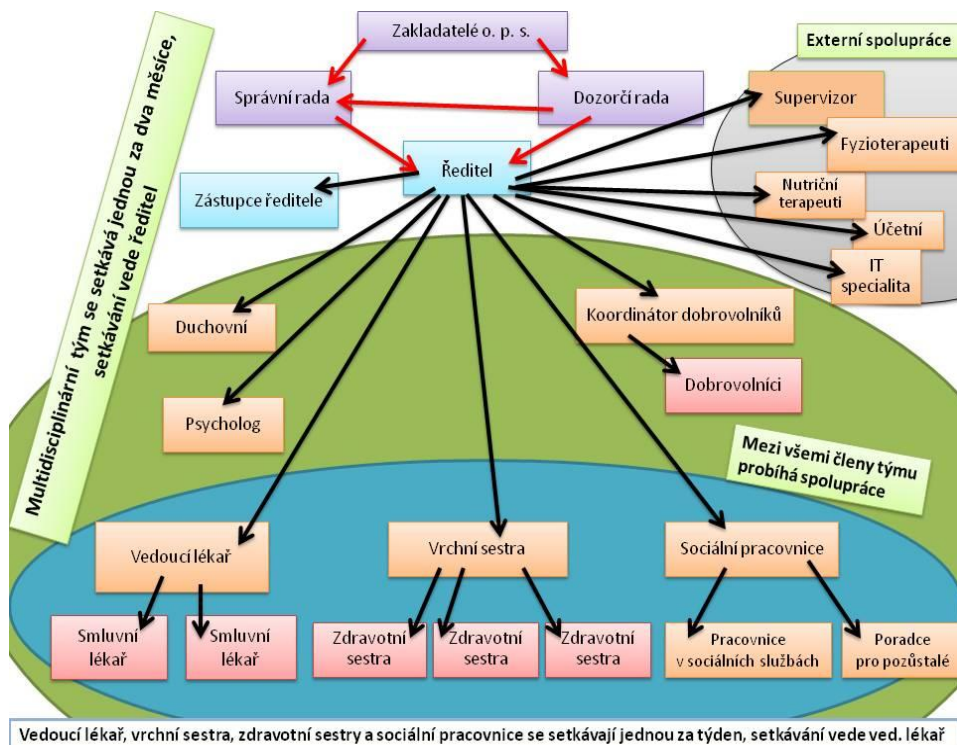 Zakladatelé o. p. s.
Externí spolupráce
Správní rada
Dozorčí rada
Supervizor
Fyzioterapeuti
Ředitel
Zástupce ředitele
Nutriční
terapeuti
Účetní
IT
specialita
Multidisciplinární tým se setkává jednou za dva měsíce,
setkávání vede ředitel
Duchovní
Koordinátor dobrovolníků
Dobrovolníci
Psycholog
Mezi všemi členy týmu
probíhá spolupráce
Vedoucí lékař
Vrchní sestra
Sociální pracovnice
Smluvní
lékař
Smluvní
lékař
Zdravotní
sestra
Zdravotní
sestra
Zdravotní
sestra
Pracovnice
v sociálních službách
Poradce
pro pozůstalé
Vedoucí lékař, vrchní sestra, zdravotní sestry a sociální pracovnice se setkávají jednou za týden, setkávání vede ved. lékař